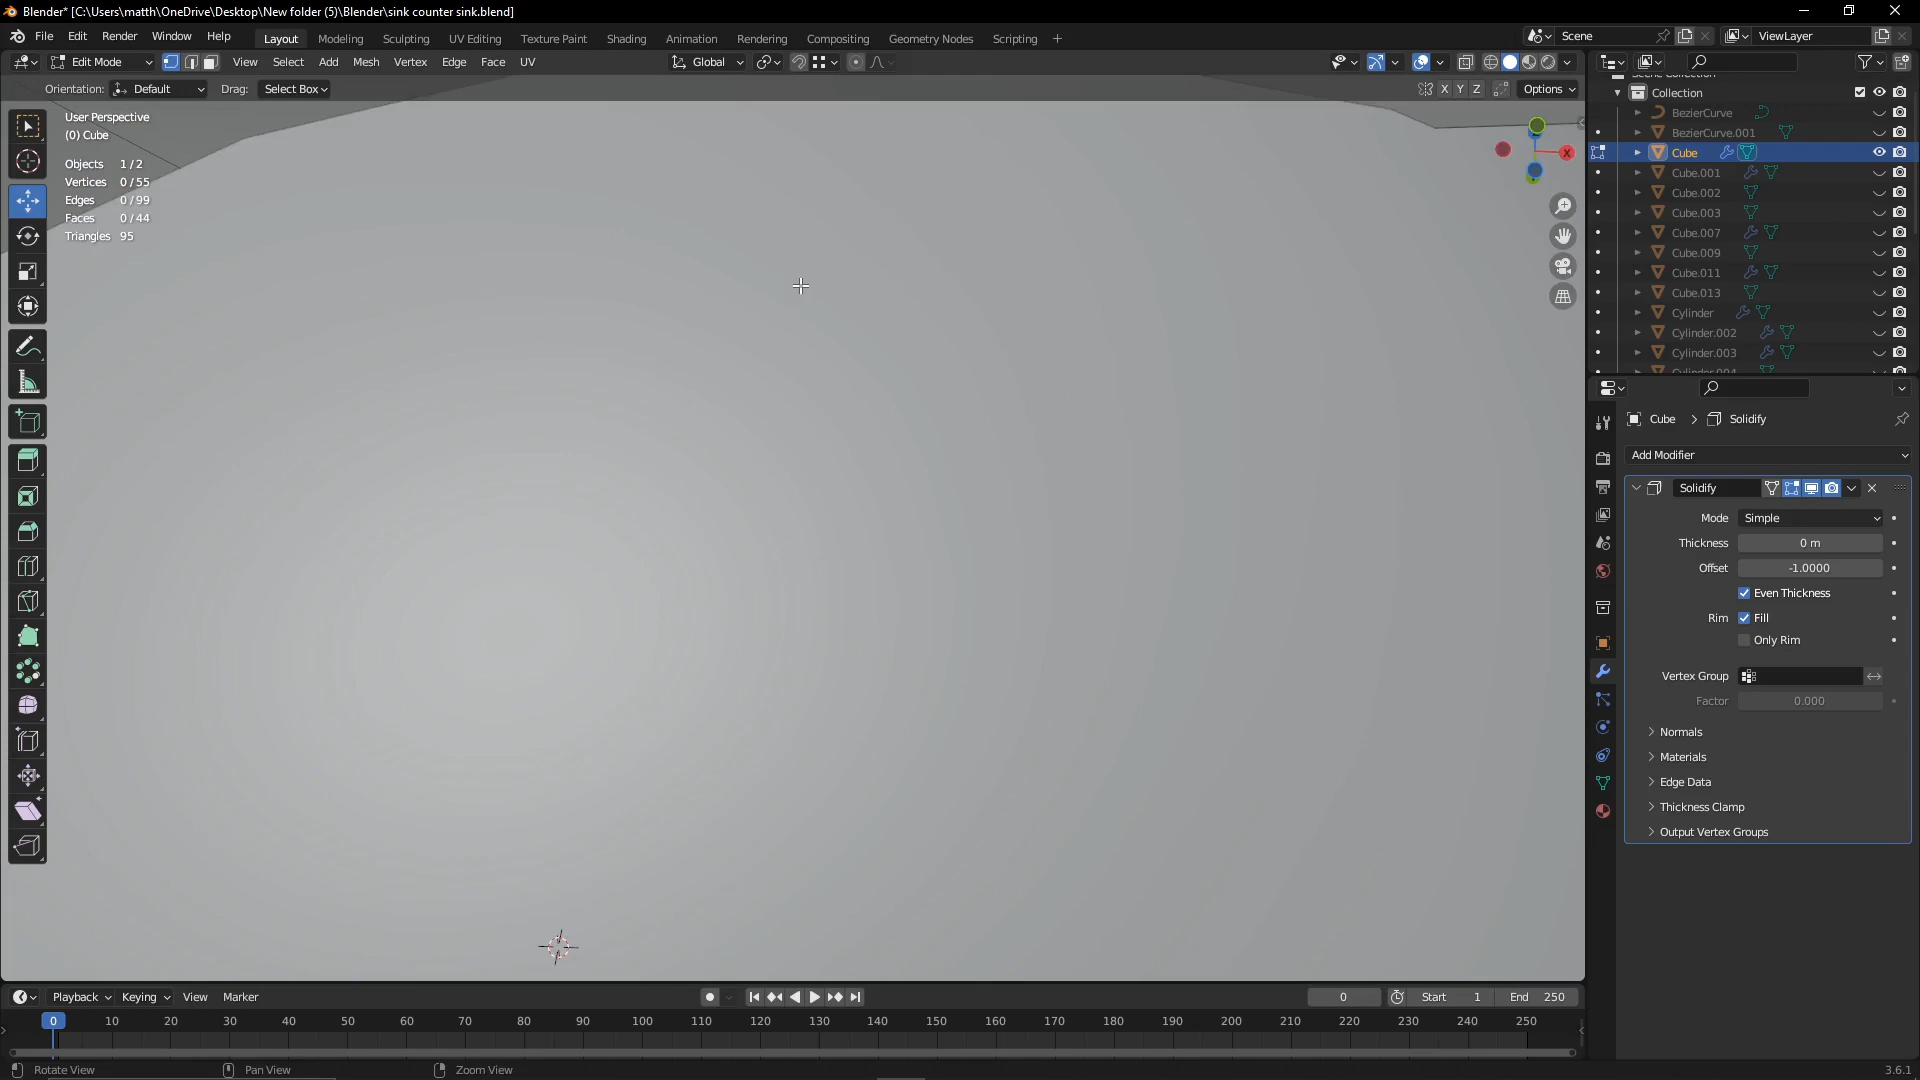 Blender* [C:\Users\matth\OneDrive\Desktop\New folder (5)\Blender\sink counter sink.blend]
File Edit Render Window Help Layout Modeling Sculpting UV Editing Texture Paint Shading Animation Rendering Compositing Geometry Nodes Scripting + Scene ViewLayer
Edit Mode View Select Add Mesh Vertex Edge Face UV Global
Orientation: Default Drag: Select Box X Y Z Options
User Perspective
(0) Cube
Objects 1/2
Vertices 0/55
Edges 0/99
Faces 0/44
Triangles 95
X
Scene Collection
Collection
BezierCurve
BezierCurve.001
Cube
Cube.001
Cube.002
Cube.003
Cube.007
Cube.009
Cube.011
Cube.013
Cylinder
Cylinder.002
Cylinder.003
Cylinder.004
Cube > Solidify
Add Modifier
Solidify
Mode Simple
Thickness 0 m
Offset -1.0000
Even Thickness
Rim Fill
Only Rim
Vertex Group
Factor 0.000
Normals
Materials
Edge Data
Thickness Clamp
Output Vertex Groups
Playback Keying View Marker 0 Start 1 End 250
0 10 20 30 40 50 60 70 80 90 100 110 120 130 140 150 160 170 180 190 200 210 220 230 240 250
Rotate View Pan View Zoom View 3.6.1